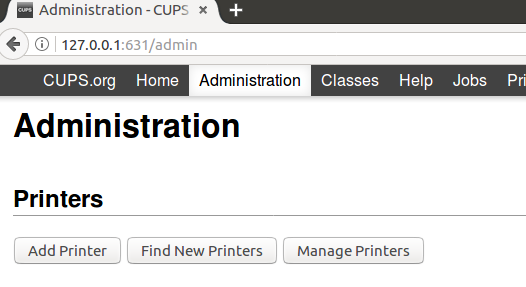 Administration - CUPS
127.0.0.1:631/admin
CUPS.org Home Administration Classes Help Jobs
Administration
Printers
Add Printer Find New Printers Manage Printers